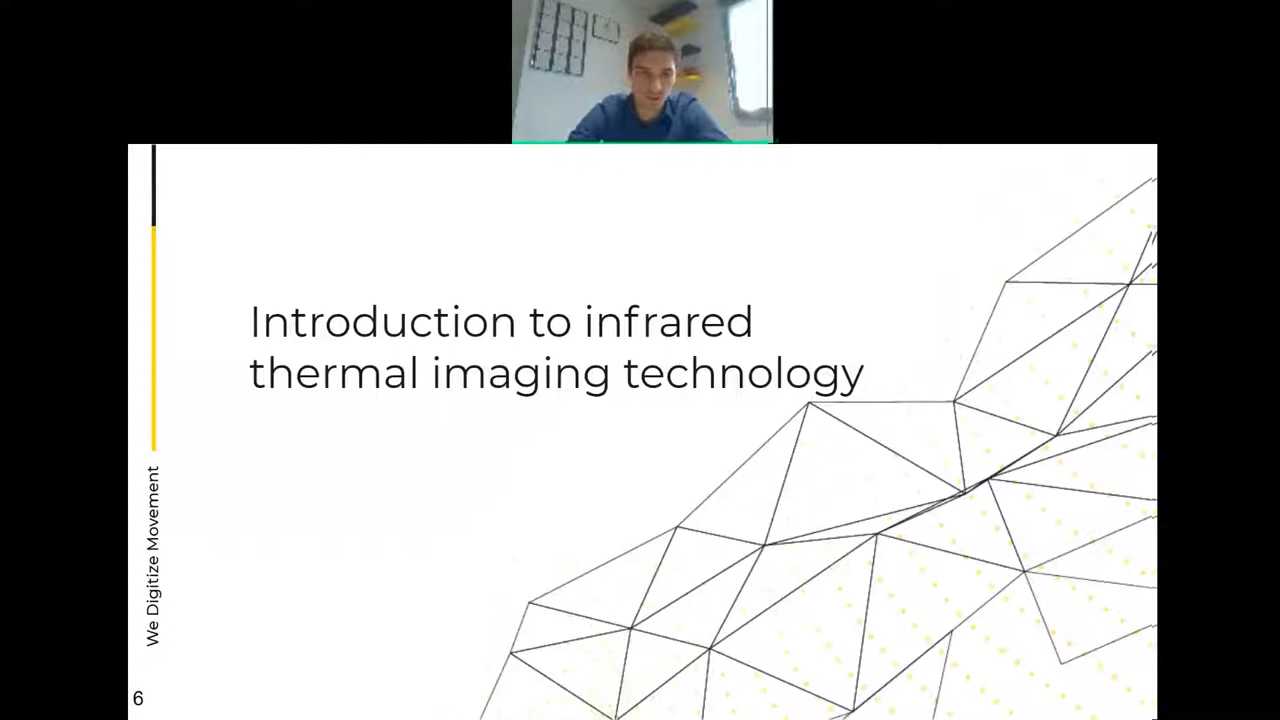 Introduction to infrared
thermal imaging technology
We Digitize Movement
6